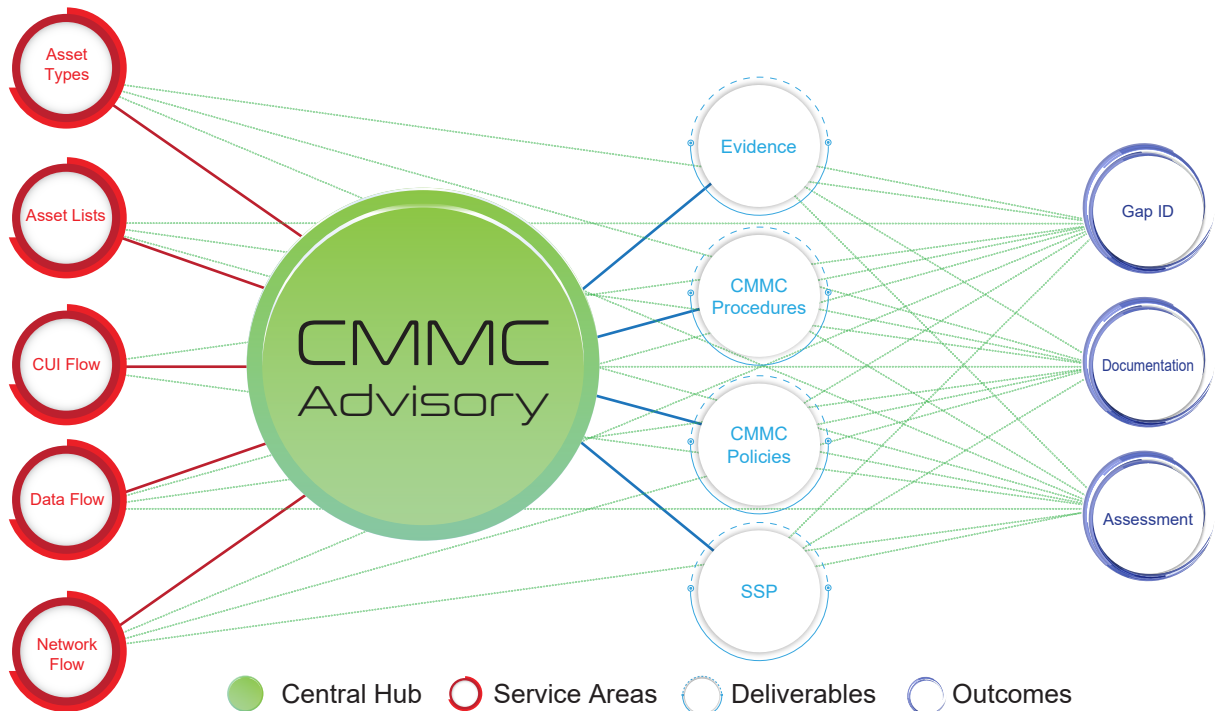 Asset
Types
Asset Lists
CUI Flow
Data Flow
Network
Flow
CMMC
Advisory
Evidence
CMMC
Procedures
CMMC
Policies
SSP
Gap ID
Documentation
Assessment
Central Hub
Service Areas
Deliverables
Outcomes